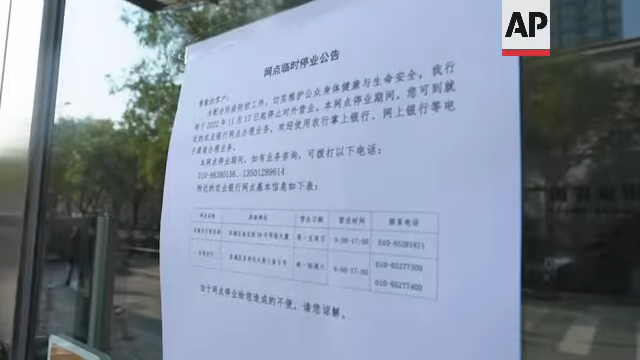 AP
网点临时停业公告
尊敬的客户：
为配合防疫防控工作，切实维护公众身体健康与生命安全，我行
将于2022年11月17日起停止对外营业。本网点停业期间，您可到就
近的农业银行网点办理业务，欢迎使用农行掌上银行、网上银行等电
子渠道办理业务。
本网点停业期间，如有业务咨询，可拨打以下电话：
13501289614
附近的农业银行网点基本信息如下表：
营业日期 营业时间 联系电话
9:00-17:00 010-65281871
9:00-17:00 010-65277309
010-65277400
由于网点停业给您造成的不便，请您谅解。